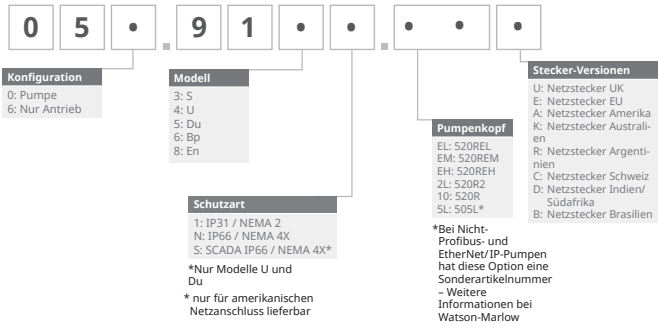 0 5 • . 9 1 • • . • • •
Konfiguration
0: Pumpe
6: Nur Antrieb
Modell
3: S
4: U
5: Du
6: Bp
8: En
Schutzart
1: IP31 / NEMA 2
N: IP66 / NEMA 4X
S: SCADA IP66 / NEMA 4X*
*Nur Modelle U und
Du
* nur für amerikanischen
Netzanschluss lieferbar
Pumpenkopf
EL: 520REL
EM: 520REM
EH: 520REH
2L: 520R2
10: 520R
5L: 505L*
*Bei Nicht-
Profibus- und
EtherNet/IP-Pumpen
hat diese Option eine
Sonderartikelnummer
– Weitere
Informationen bei
Watson-Marlow
Stecker-Versionen
U: Netzstecker UK
E: Netzstecker EU
A: Netzstecker Amerika
K: Netzstecker Australi-
en
R: Netzstecker Argenti-
nien
C: Netzstecker Schweiz
D: Netzstecker Indien/
Südafrika
B: Netzstecker Brasilien